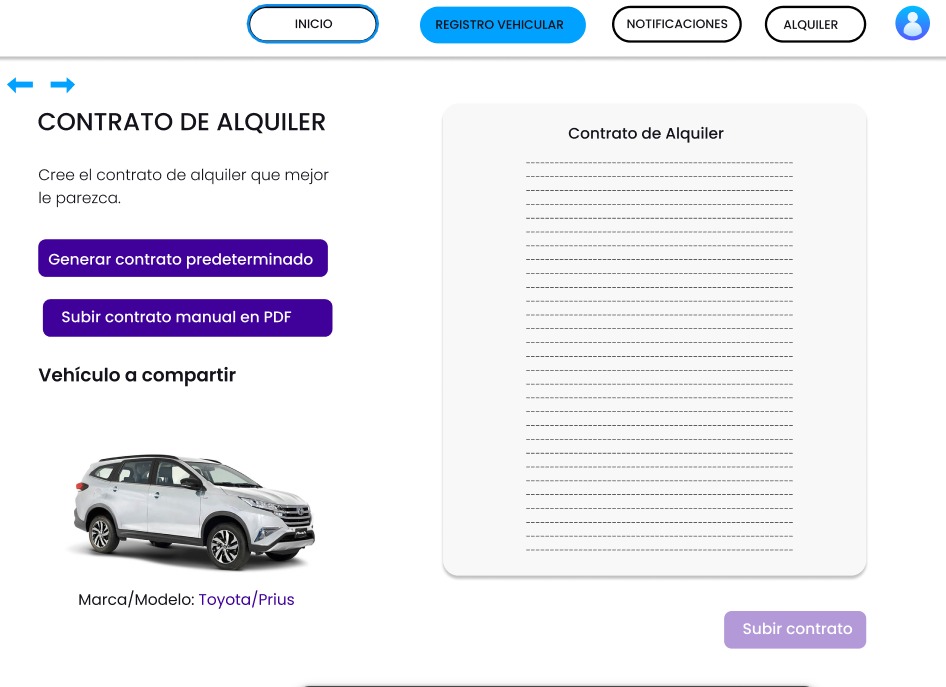 INICIO
REGISTRO VEHICULAR
NOTIFICACIONES
ALQUILER
CONTRATO DE ALQUILER
Cree el contrato de alquiler que mejor
le parezca.
Generar contrato predeterminado
Subir contrato manual en PDF
Vehículo a compartir
Marca/Modelo: Toyota/Prius
Contrato de Alquiler
Subir contrato